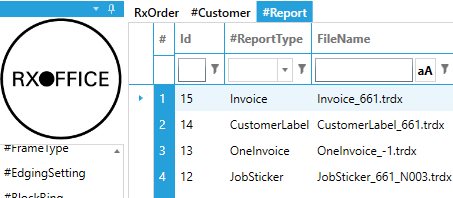 RxOrder #Customer #Report
# Id #ReportType FileName
aA
RXOFFICE
1 15 Invoice Invoice_661.trdx
2 14 CustomerLabel CustomerLabel_661.trdx
3 13 OneInvoice OneInvoice_-1.trdx
4 12 JobSticker JobSticker_661_N003.trdx
#FrameType
#EdgingSetting
#BlockRing